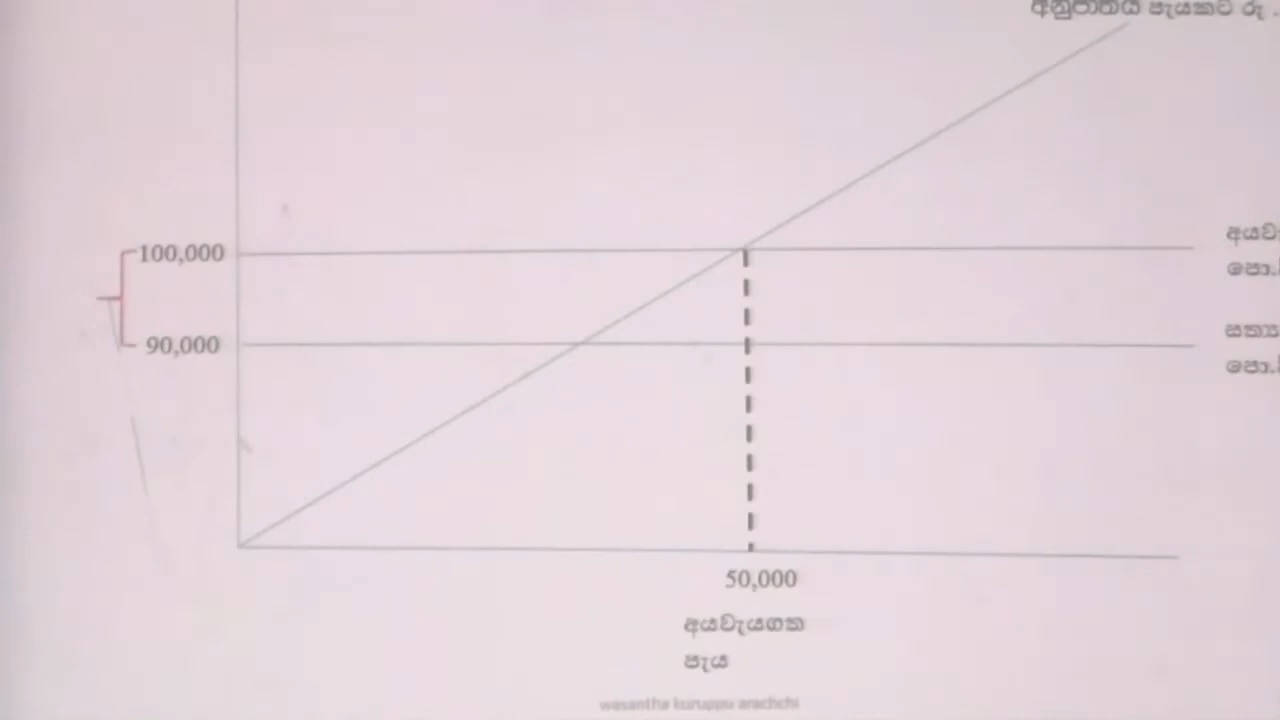 අනුපාතය පැයකට රු .
අයවැ
100,000
පො.
සත්‍ය
90,000
පො.
50,000
අයවැයගත
පැය
wasantha kuruppu arachchi